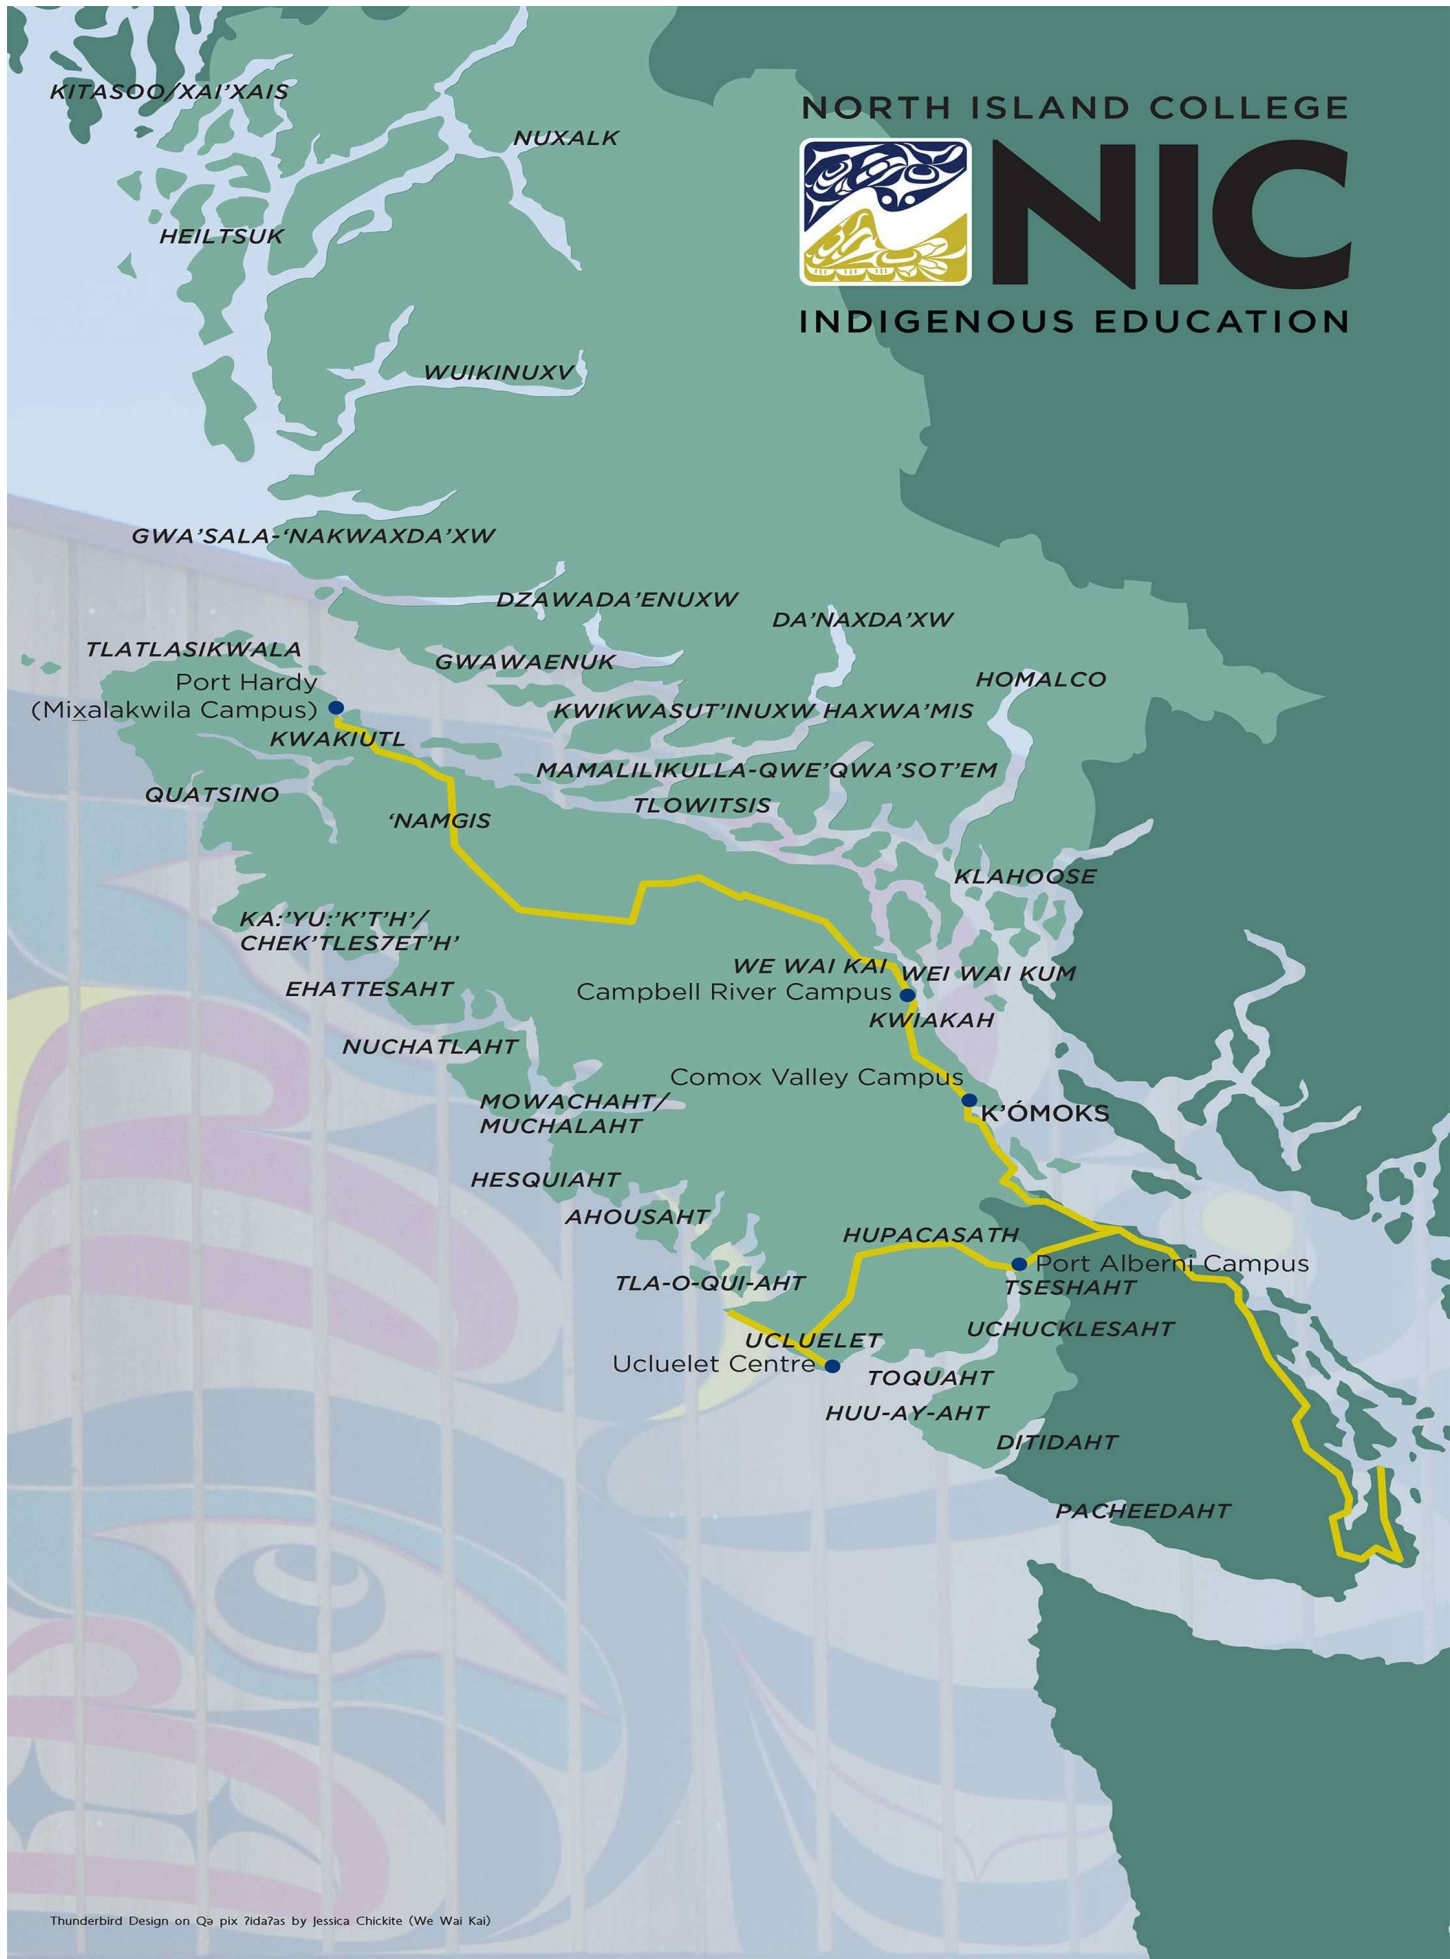 KITASOO/XAI'XAIS
NORTH ISLAND COLLEGE
NUXALK
NIC
HEILTSUK
INDIGENOUS EDUCATION
WUIKINUXV
GWA'SALA-‘NAKWAXDA'XW
DZAWADA'ENUXW
DA'NAXDA'XW
TLATLASIKWALA
GWAWAENUK
HOMALCO
Port Hardy
(Mix̲alakwila Campus)
KWIKWASUT'INUXW HAXWA'MIS
KWAKIUTL
MAMALILIKULLA-QWE'QWA'SOT'EM
QUATSINO
TLOWITSIS
‘NAMGIS
KLAHOOSE
KA:'YU:'K'T'H'/
CHEK'TLES7ET'H'
WE WAI KAI
WEI WAI KUM
EHATTESAHT
Campbell River Campus
KWIAKAH
NUCHATLAHT
Comox Valley Campus
MOWACHAHT/
MUCHALAHT
K'ÓMOKS
HESQUIAHT
AHOUSAHT
HUPACASATH
Port Alberni Campus
TLA-O-QUI-AHT
TSESHAHT
UCHUCKLESAHT
UCLUELET
Ucluelet Centre
TOQUAHT
HUU-AY-AHT
DITIDAHT
PACHEEDAHT
Thunderbird Design on Qə pix ʔidaʔas by Jessica Chickite (We Wai Kai)